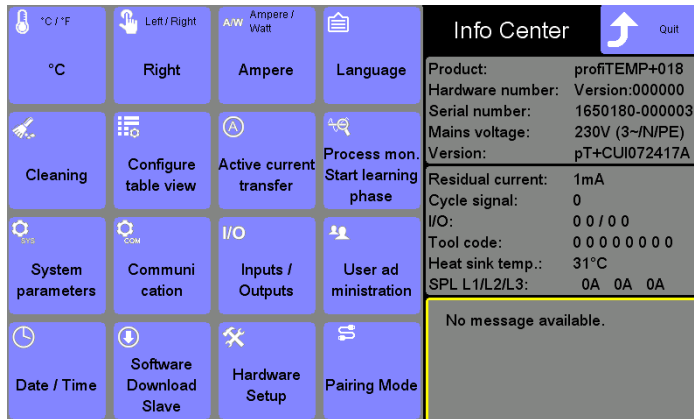 °C / °F
°C
Left / Right
Right
A/W Ampere / Watt
Ampere
Language
Cleaning
Configure
table view
A
Active current
transfer
Process mon.
Start learning
phase
SYS
System
parameters
COM
Communi
cation
I/O
Inputs /
Outputs
User ad
ministration
Date / Time
Software
Download
Slave
Hardware
Setup
Pairing Mode
Info Center
Quit
Product: profiTEMP+018
Hardware number: Version:000000
Serial number: 1650180-000003
Mains voltage: 230V (3~/N/PE)
Version: pT+CUI072417A
Residual current: 1mA
Cycle signal: 0
I/O: 0 0 / 0 0
Tool code: 0 0 0 0 0 0 0 0
Heat sink temp.: 31°C
SPL L1/L2/L3: 0A 0A 0A
No message available.